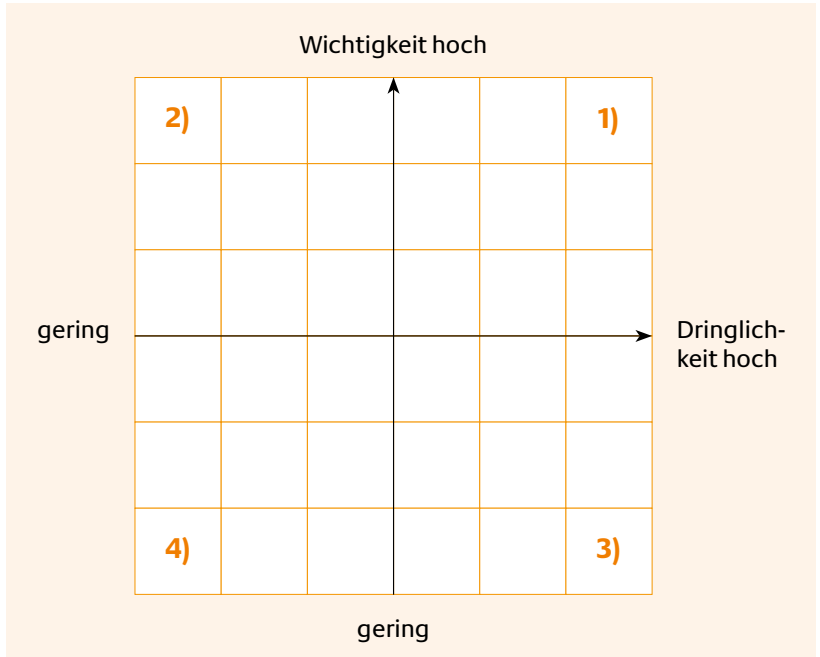 Wichtigkeit hoch
2)
1)
gering
Dringlich-
keit hoch
4)
3)
gering